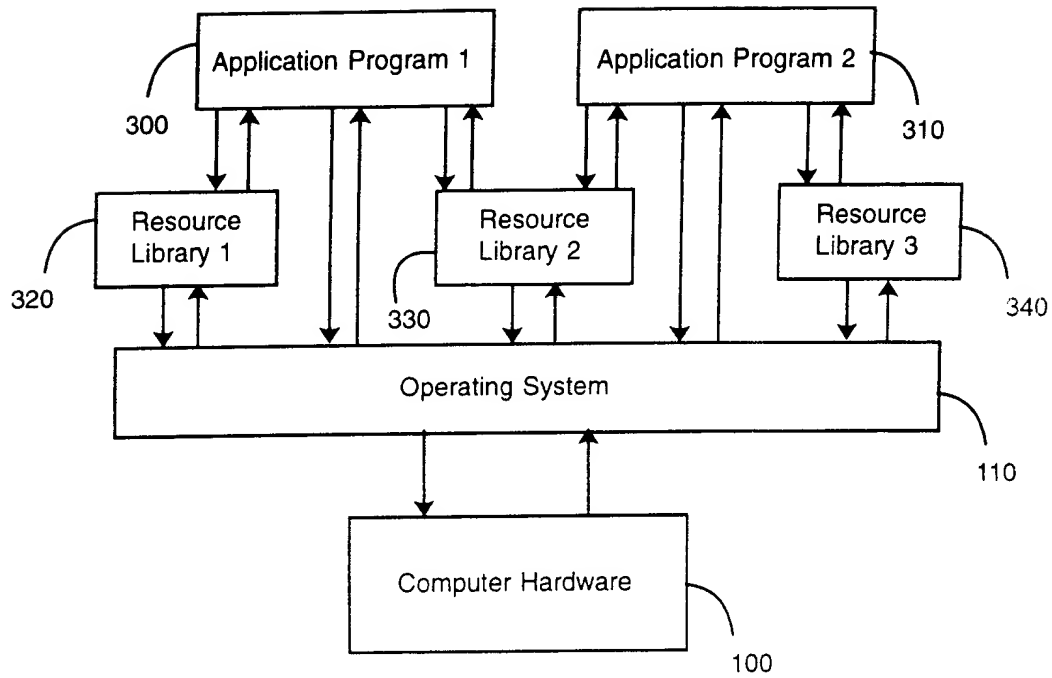 Application Program 1
Application Program 2
300
310
Resource
Library 1
Resource
Library 2
Resource
Library 3
320
330
340
Operating System
110
Computer Hardware
100